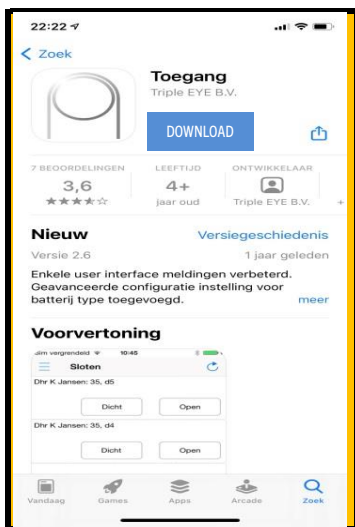 22:22
Zoek
Toegang
Triple EYE B.V.
DOWNLOAD
7 BEOORDELINGEN LEEFTIJD ONTWIKKELAAR
3,6 4+
jaar oud Triple EYE B.V.
Nieuw Versiegeschiedenis
Versie 2.6 1 jaar geleden
Enkele user interface meldingen verbeterd.
Geavanceerde configuratie instelling voor
batterij type toegevoegd. meer
Voorvertoning
Sim vergrendeld 10:45
Sloten
Dhr K Jansen: 35, d5
Dicht Open
Dhr K Jansen: 35, d4
Dicht Open
Vandaag Games Apps Arcade Zoek